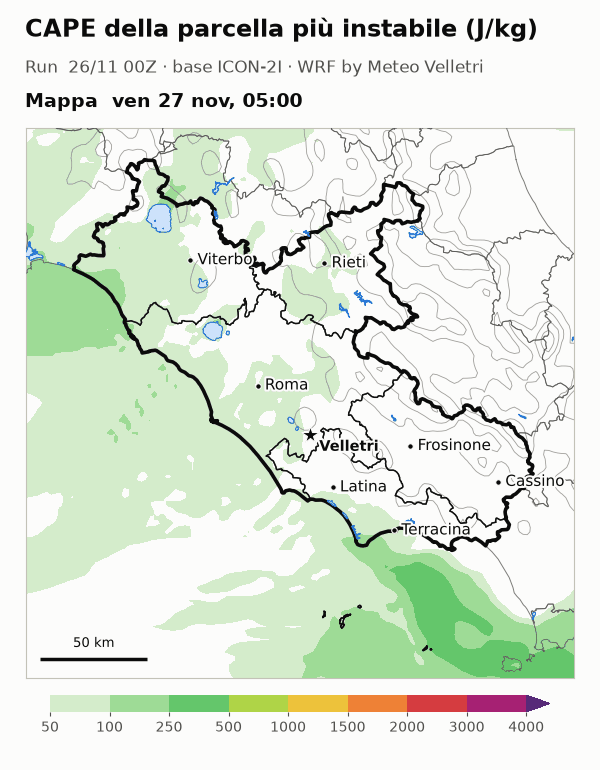 CAPE della parcella più instabile (J/kg)
Run  26/11 00Z · base ICON-2I · WRF by Meteo Velletri
Mappa  ven 27 nov, 05:00
Viterbo
Rieti
Roma
Velletri
Frosinone
Latina
Cassino
Terracina
50 km
50 100 250 500 1000 1500 2000 3000 4000